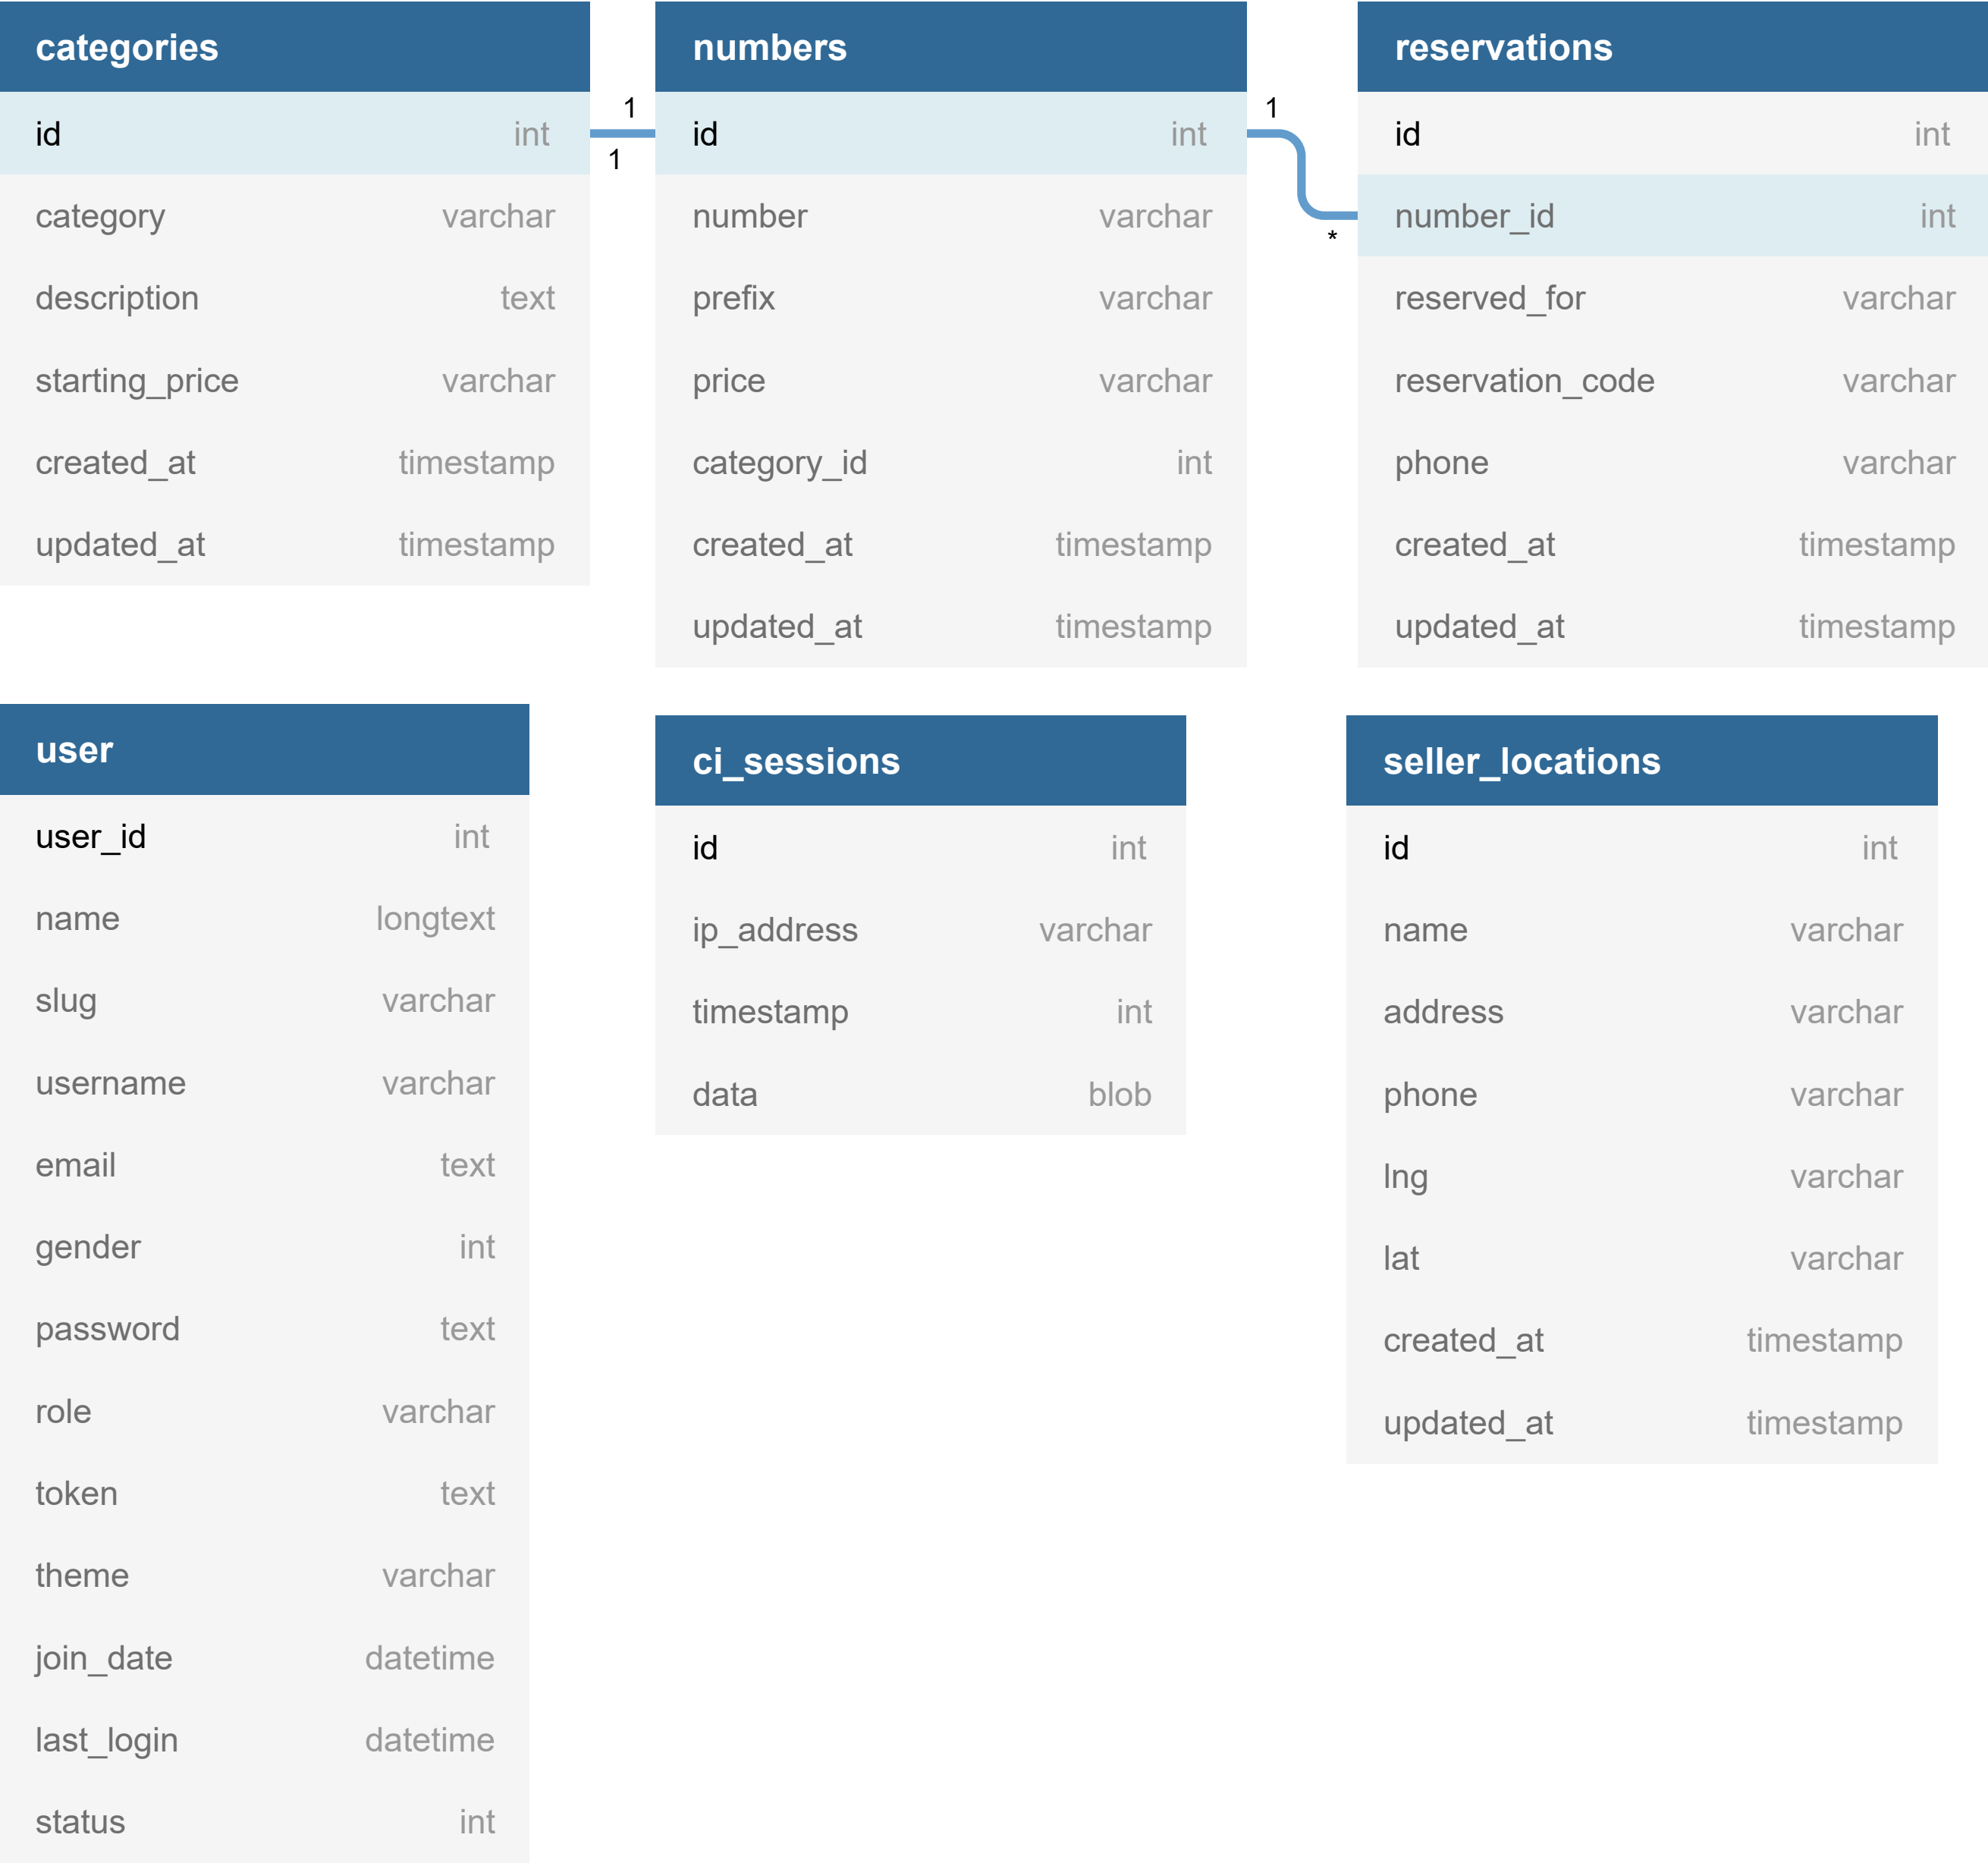 categories
id int
category varchar
description text
starting_price varchar
created_at timestamp
updated_at timestamp
1
1
numbers
id int
number varchar
prefix varchar
price varchar
category_id int
created_at timestamp
updated_at timestamp
1
*
reservations
id int
number_id int
reserved_for varchar
reservation_code varchar
phone varchar
created_at timestamp
updated_at timestamp
user
user_id int
name longtext
slug varchar
username varchar
email text
gender int
password text
role varchar
token text
theme varchar
join_date datetime
last_login datetime
status int
ci_sessions
id int
ip_address varchar
timestamp int
data blob
seller_locations
id int
name varchar
address varchar
phone varchar
lng varchar
lat varchar
created_at timestamp
updated_at timestamp